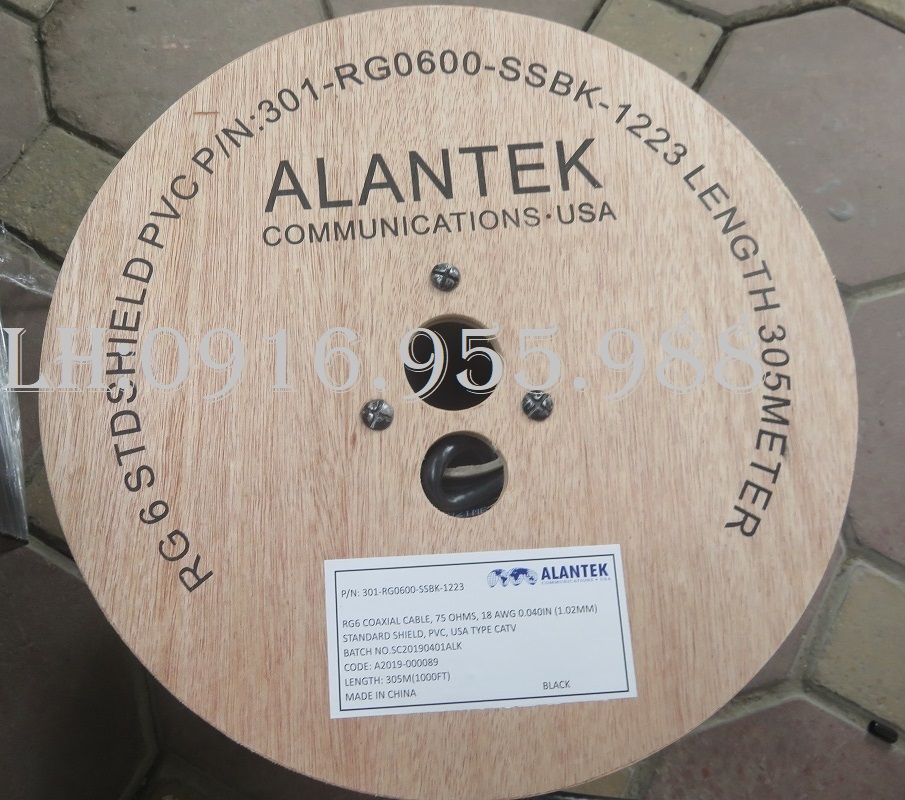 RG 6 STDSHIELD PVC P/N:301-RG0600-SSBK-1223 LENGTH 305METER
ALANTEK
COMMUNICATIONS·USA
LH:0916.955.988
P/N: 301-RG0600-SSBK-1223
ALANTEK
RG6 COAXIAL CABLE, 75 OHMS, 18 AWG 0.040IN (1.02MM)
STANDARD SHIELD, PVC, USA TYPE CATV
BATCH NO.SC20190401ALK
CODE: A2019-000089
LENGTH: 305M(1000FT)
MADE IN CHINA
BLACK